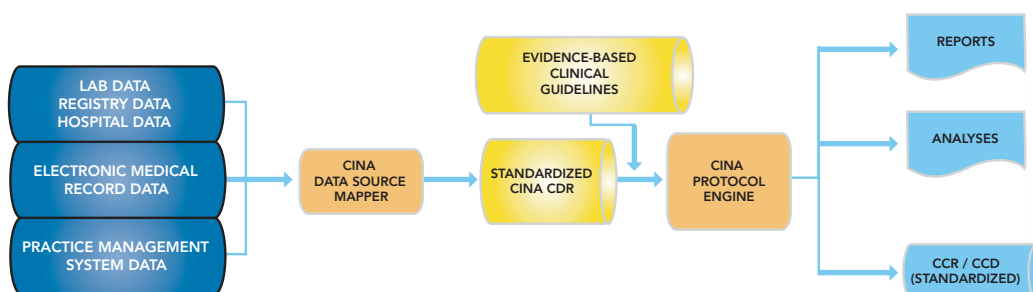 LAB DATA
REGISTRY DATA
HOSPITAL DATA
ELECTRONIC MEDICAL
RECORD DATA
PRACTICE MANAGEMENT
SYSTEM DATA
CINA
DATA SOURCE
MAPPER
EVIDENCE-BASED
CLINICAL
GUIDELINES
STANDARDIZED
CINA CDR
CINA
PROTOCOL
ENGINE
REPORTS
ANALYSES
CCR / CCD
(STANDARDIZED)